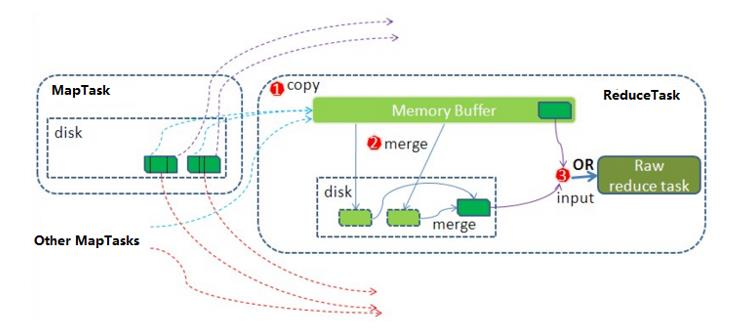 MapTask
disk
Other MapTasks
1 copy
ReduceTask
Memory Buffer
2 merge
disk
merge
3
OR
input
Raw
reduce task